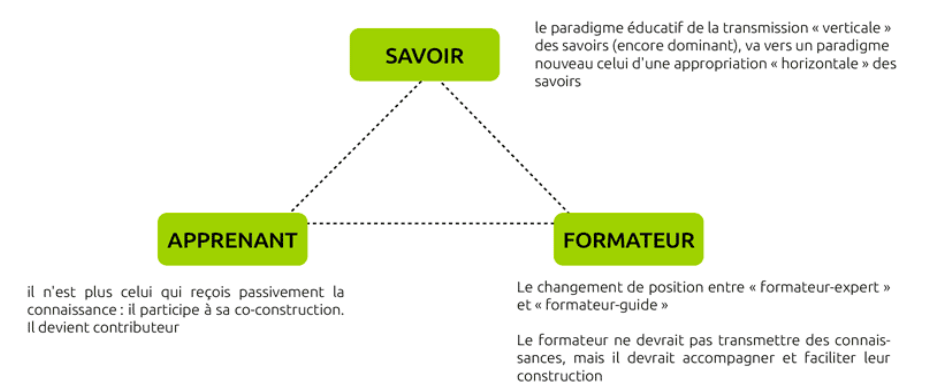 SAVOIR
le paradigme éducatif de la transmission « verticale »
des savoirs (encore dominant), va vers un paradigme
nouveau celui d'une appropriation « horizontale » des
savoirs
APPRENANT
FORMATEUR
il n'est plus celui qui reçois passivement la
connaissance : il participe à sa co-construction.
Il devient contributeur
Le changement de position entre « formateur-expert »
et « formateur-guide »
Le formateur ne devrait pas transmettre des connais-
sances, mais il devrait accompagner et faciliter leur
construction